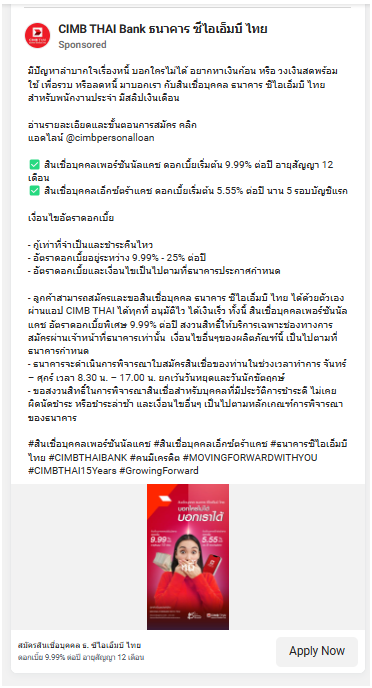 CIMB THAI Bank ธนาคาร ซีไอเอ็มบี ไทย
Sponsored
มีปัญหาลำบากใจเรื่องหนี้ บอกใครไม่ได้ อยากหาเงินก้อน หรือ วงเงินสดพร้อม
ใช้ เพื่อรวม หรือลดหนี้ มาบอกเรา กับสินเชื่อบุคคล ธนาคาร ซีไอเอ็มบี ไทย
สำหรับพนักงานประจำ มีสลิปเงินเดือน
อ่านรายละเอียดและขั้นตอนการสมัคร คลิก
แอดไลน์ @cimbpersonalloan
✅ สินเชื่อบุคคลเพอร์ซันนัลแคช ดอกเบี้ยเริ่มต้น 9.99% ต่อปี อายุสัญญา 12
เดือน
✅ สินเชื่อบุคคลเอ็กซ์ตร้าแคช ดอกเบี้ยเริ่มต้น 5.55% ต่อปี นาน 5 รอบบัญชีแรก
เงื่อนไขอัตราดอกเบี้ย
- กู้เท่าที่จำเป็นและชำระคืนไหว
- อัตราดอกเบี้ยอยู่ระหว่าง 9.99% - 25% ต่อปี
- อัตราดอกเบี้ยและเงื่อนไขเป็นไปตามที่ธนาคารประกาศกำหนด
- ลูกค้าสามารถสมัครและขอสินเชื่อบุคคล ธนาคาร ซีไอเอ็มบี ไทย ได้ด้วยตัวเอง
ผ่านแอป CIMB THAI ได้ทุกที่ อนุมัติไว ได้เงินเร็ว ทั้งนี้ สินเชื่อบุคคลเพอร์ซันนัล
แคช อัตราดอกเบี้ยพิเศษ 9.99% ต่อปี สงวนสิทธิ์ให้บริการเฉพาะช่องทางการ
สมัครผ่านเจ้าหน้าที่ธนาคารเท่านั้น เงื่อนไขอื่นๆของผลิตภัณฑ์นี้ เป็นไปตามที่
ธนาคารกำหนด
- ธนาคารจะดำเนินการพิจารณาใบสมัครสินเชื่อของท่านในช่วงเวลาทำการ จันทร์
– ศุกร์ เวลา 8.30 น. – 17.00 น. ยกเว้นวันหยุดและวันนักขัตฤกษ์
- ขอสงวนสิทธิ์ในการพิจารณาสินเชื่อสำหรับบุคคลที่มีประวัติการชำระดี ไม่เคย
ผิดนัดชำระ หรือชำระล่าช้า และเงื่อนไขอื่นๆ เป็นไปตามหลักเกณฑ์การพิจารณา
ของธนาคาร
#สินเชื่อบุคคลเพอร์ซันนัลแคช #สินเชื่อบุคคลเอ็กซ์ตร้าแคช #ธนาคารซีไอเอ็มบี
ไทย #CIMBTHAIBANK #คนมีเครดิต #MOVINGFORWARDWITHYOU
#CIMBTHAI15Years #GrowingForward
บอกใครไม่ได้
บอกเราได้
9.99%
5.55%
หนี้
สมัครสินเชื่อบุคคล ธ. ซีไอเอ็มบี ไทย
ดอกเบี้ย 9.99% ต่อปี อายุสัญญา 12 เดือน
Apply Now